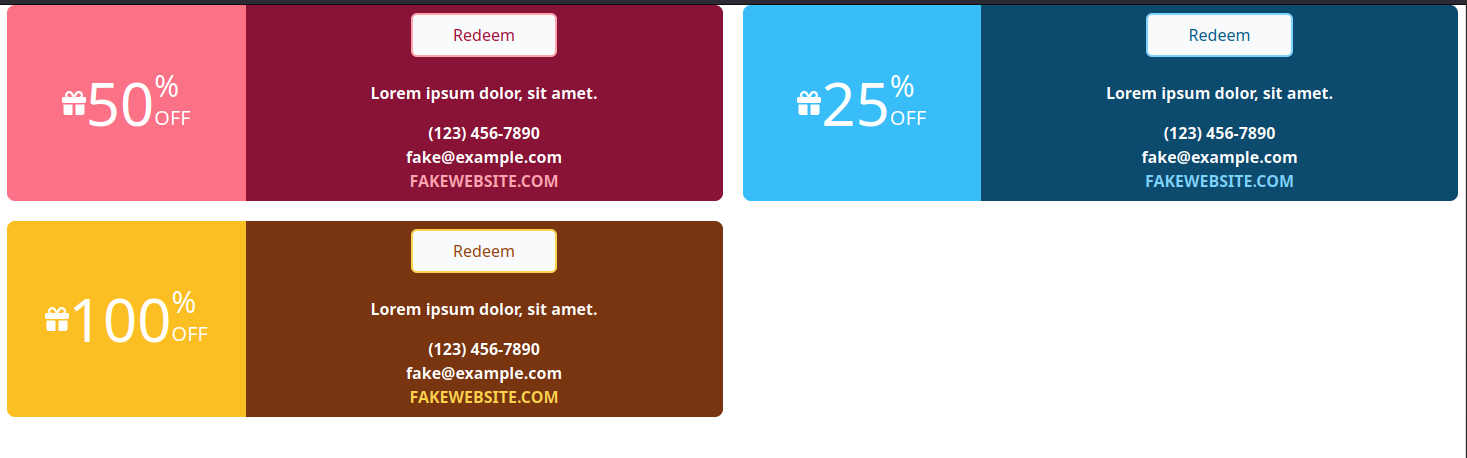 50% OFF
Redeem
Lorem ipsum dolor, sit amet.
(123) 456-7890
fake@example.com
FAKEWEBSITE.COM
25% OFF
Redeem
Lorem ipsum dolor, sit amet.
(123) 456-7890
fake@example.com
FAKEWEBSITE.COM
100% OFF
Redeem
Lorem ipsum dolor, sit amet.
(123) 456-7890
fake@example.com
FAKEWEBSITE.COM